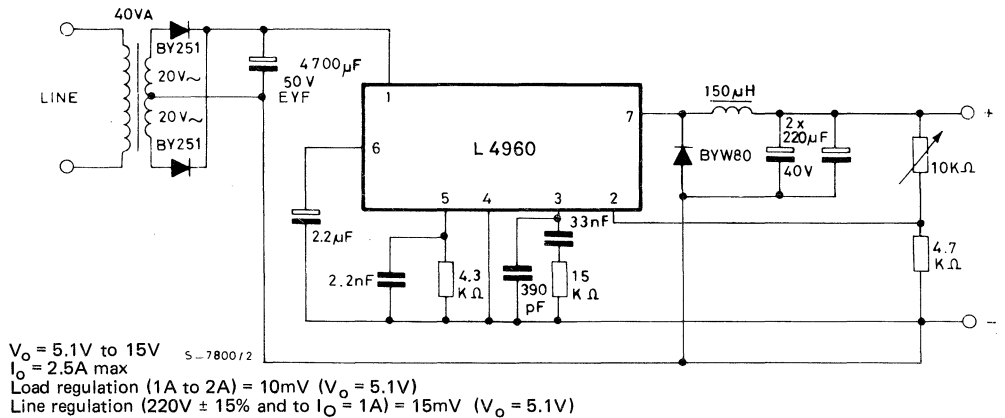 40VA
BY251
20V~
LINE
20V~
BY251
4700µF
50V
EYF
1
L4960
7
6
5
4
3
2
150µH
2x
220µF
40V
BYW80
+
10KΩ
4.7
KΩ
2.2µF
2.2nF
4.3
KΩ
390
pF
33nF
15
KΩ
−
S-7800/2
Vo = 5.1V to 15V
Io = 2.5A max
Load regulation (1A to 2A) = 10mV (Vo = 5.1V)
Line regulation (220V ± 15% and to IO = 1A) = 15mV (Vo = 5.1V)